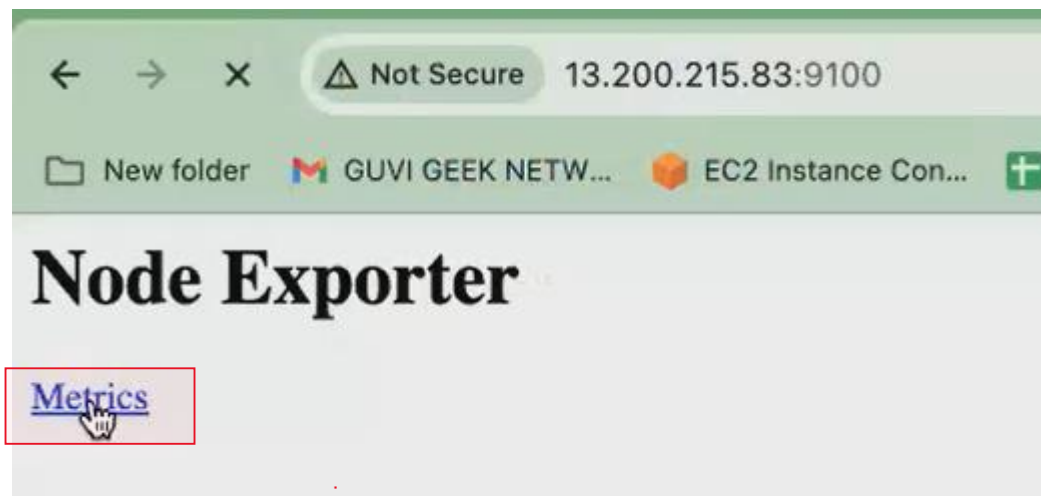 Not Secure 13.200.215.83:9100
New folder GUVI GEEK NETW... EC2 Instance Con...
Node Exporter
Metrics